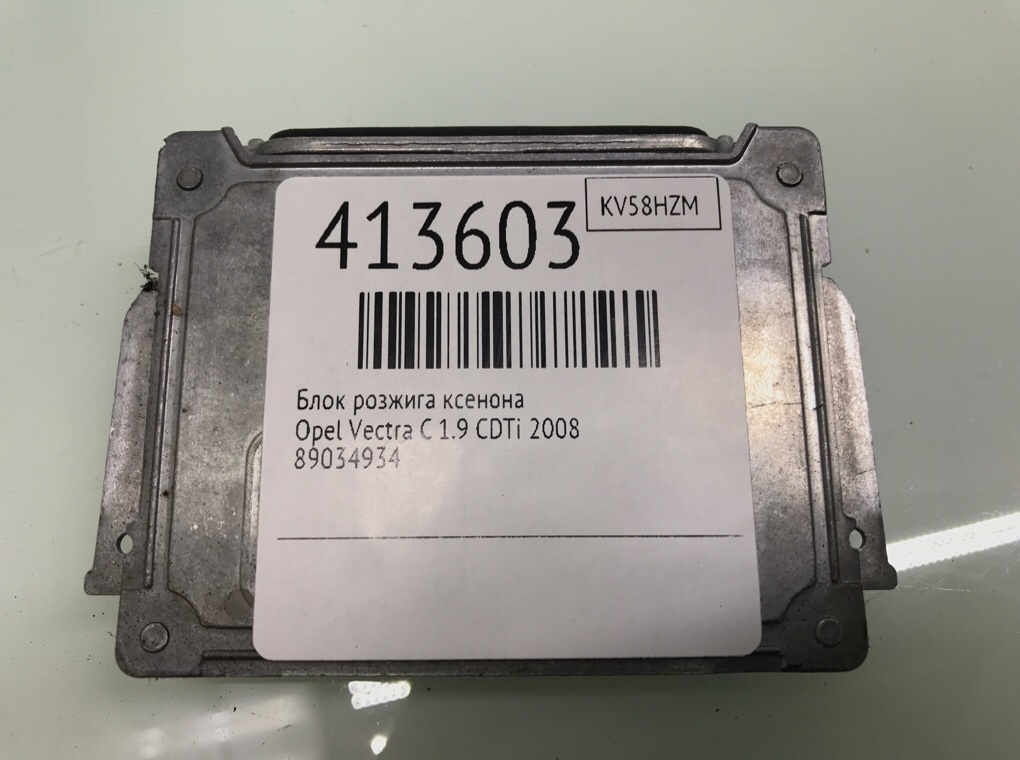 413603
KV58HZM
Блок розжига ксенона
Opel Vectra C 1.9 CDTi 2008
89034934